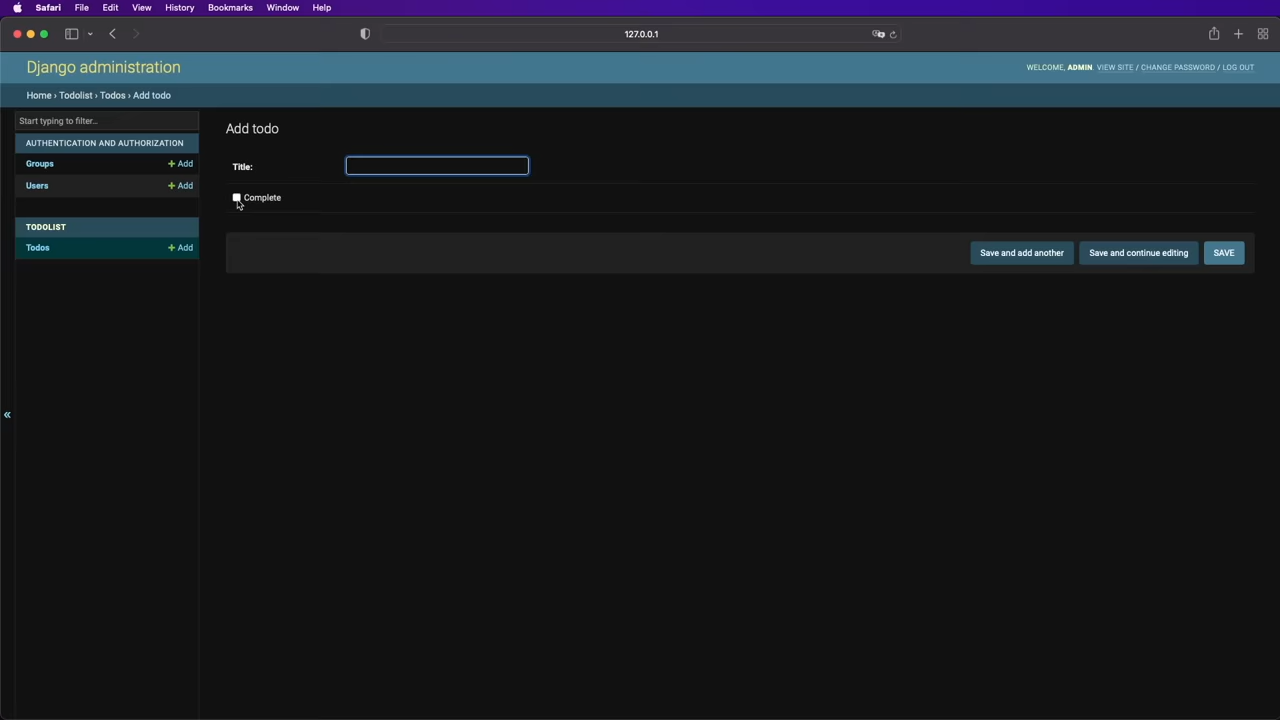 Safari File Edit View History Bookmarks Window Help
127.0.0.1
Django administration
WELCOME, ADMIN. VIEW SITE / CHANGE PASSWORD / LOG OUT
Home › Todolist › Todos › Add todo
Start typing to filter...
AUTHENTICATION AND AUTHORIZATION
Groups + Add
Users + Add
TODOLIST
Todos + Add
«
Add todo
Title:
Complete
Save and add another Save and continue editing SAVE